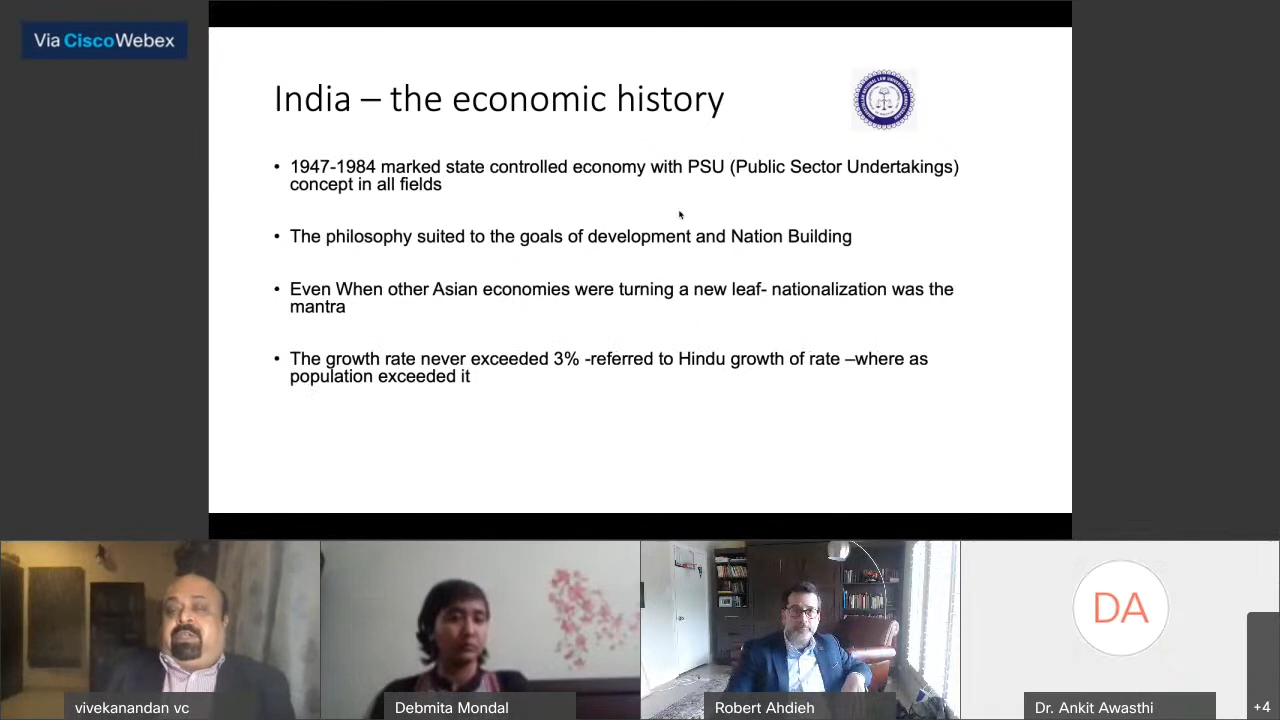 Via Cisco Webex
India – the economic history
• 1947-1984 marked state controlled economy with PSU (Public Sector Undertakings)
concept in all fields
• The philosophy suited to the goals of development and Nation Building
• Even When other Asian economies were turning a new leaf- nationalization was the
mantra
• The growth rate never exceeded 3% -referred to Hindu growth of rate –where as
population exceeded it
DA
vivekanandan vc
Debmita Mondal
Robert Ahdieh
Dr. Ankit Awasthi
+4